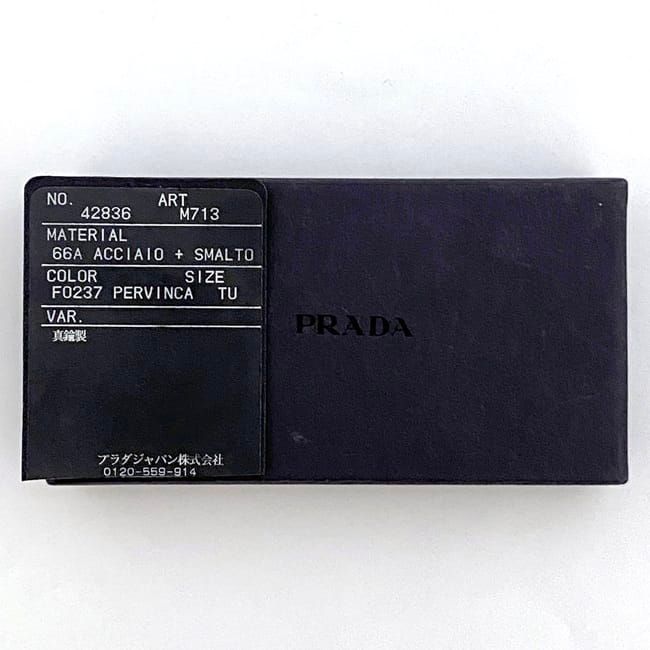 NO. ART
42836 M713
MATERIAL
66A ACCIAIO + SMALTO
COLOR SIZE
F0237 PERVINCA TU
VAR.
真鍮製
プラダジャパン株式会社
0120-559-914
PRADA